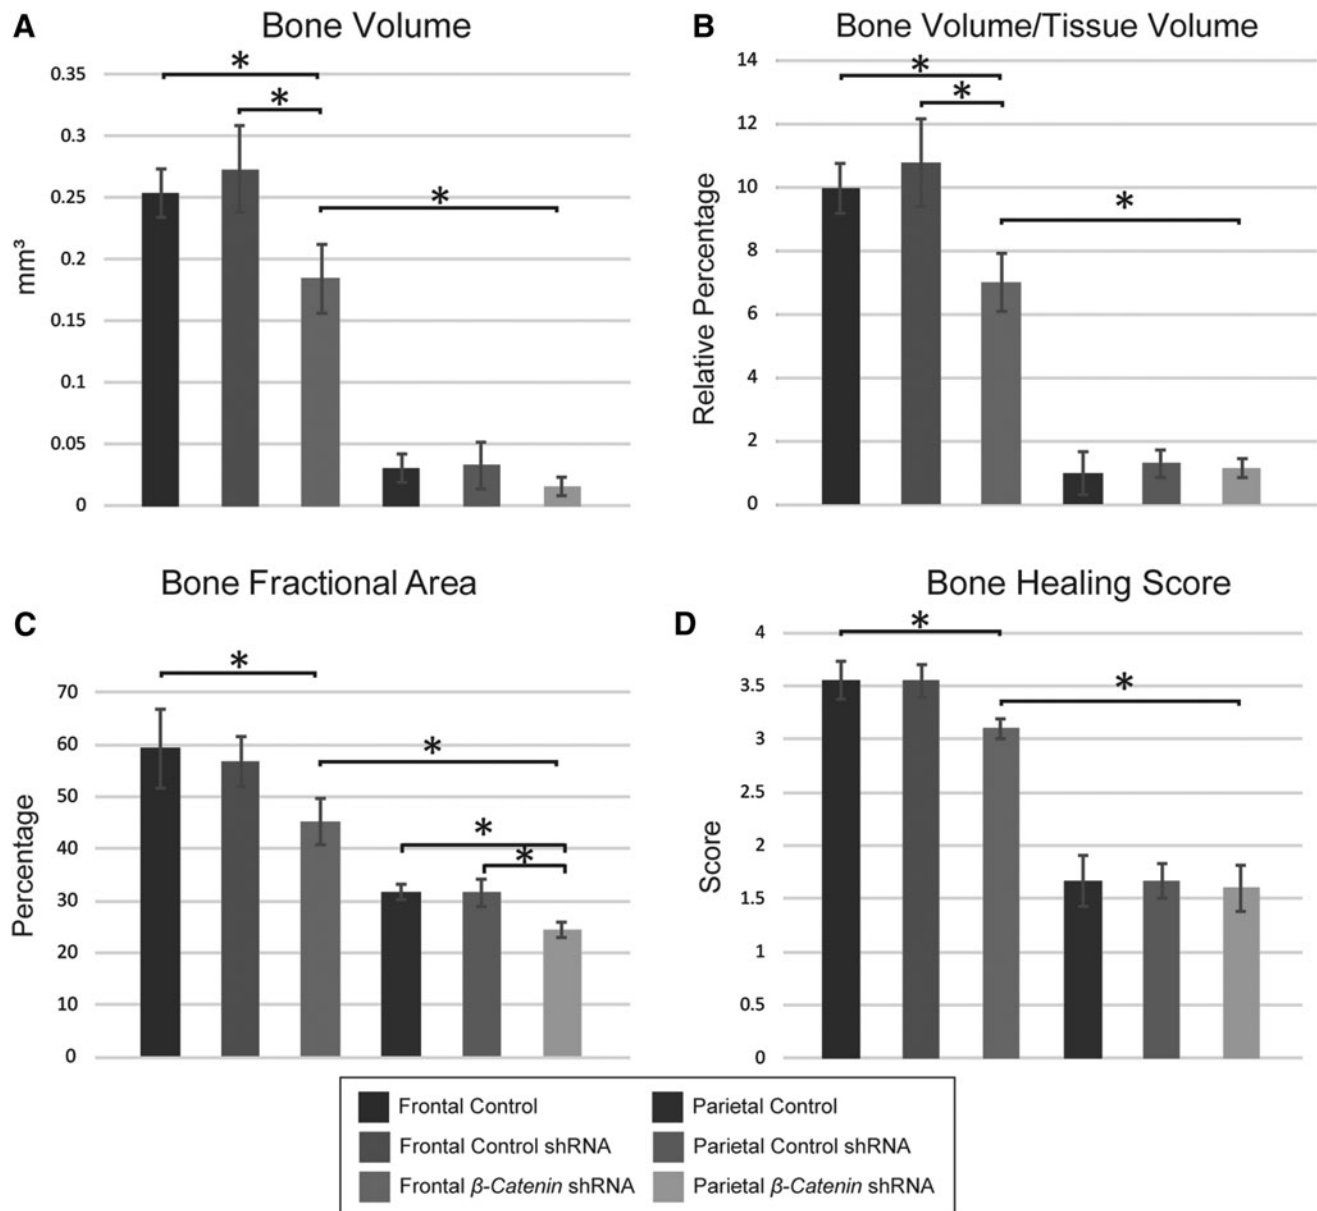 A
Bone Volume
0.35
0.3
0.25
0.2
0.15
0.1
0.05
0
mm³
*
*
*
B
Bone Volume/Tissue Volume
14
12
10
8
6
4
2
0
Relative Percentage
*
*
*
Bone Fractional Area
C
70
60
50
40
30
20
10
0
Percentage
*
*
*
*
Bone Healing Score
D
4
3.5
3
2.5
2
1.5
1
0.5
0
Score
*
*
Frontal Control
Parietal Control
Frontal Control shRNA
Parietal Control shRNA
Frontal β-Catenin shRNA
Parietal β-Catenin shRNA